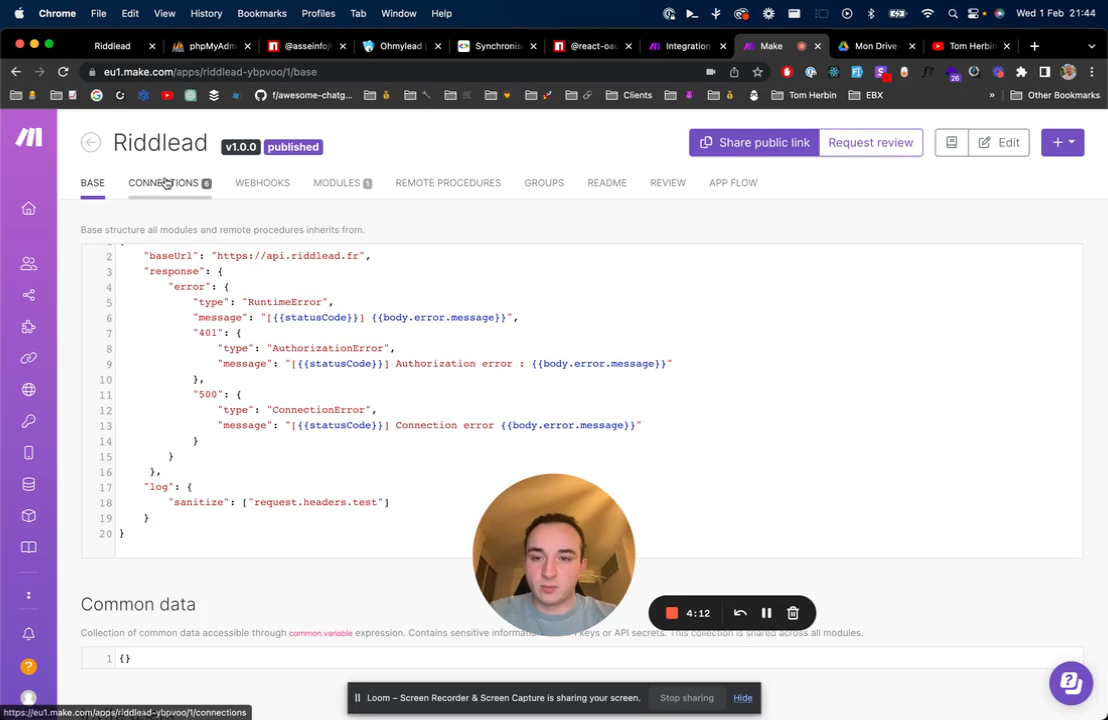 Chrome File Edit View History Bookmarks Profiles Tab Window Help Wed 1 Feb 21:44
Riddlead phpMyAdm @asseinfo/ Ohmylead Synchronis @react-oa Integration Make Mon Drive Tom Herbin
eu1.make.com/apps/riddlead-ybpvoo/1/base
26
f/awesome-chatg... Clients Tom Herbin EBX » Other Bookmarks
Riddlead v1.0.0 published Share public link Request review Edit
BASE CONNECTIONS 6 WEBHOOKS MODULES 1 REMOTE PROCEDURES GROUPS README REVIEW APP FLOW
Base structure all modules and remote procedures inherits from.
2 "baseUrl": "https://api.riddlead.fr",
3 "response": {
4 "error": {
5 "type": "RuntimeError",
6 "message": "[{{statusCode}}] {{body.error.message}}",
7 "401": {
8 "type": "AuthorizationError",
9 "message": "[{{statusCode}}] Authorization error : {{body.error.message}}"
10 },
11 "500": {
12 "type": "ConnectionError",
13 "message": "[{{statusCode}}] Connection error {{body.error.message}}"
14 }
15 }
16 },
17 "log": {
18 "sanitize": ["request.headers.test"]
19 }
20 }
Common data
4:12
Collection of common data accessible through common.variable expression. Contains sensitive informat keys or API secrets. This collection is shared across all modules.
1 {}
Loom – Screen Recorder & Screen Capture is sharing your screen. Stop sharing Hide
https://eu1.make.com/apps/riddlead-ybpvoo/1/connections